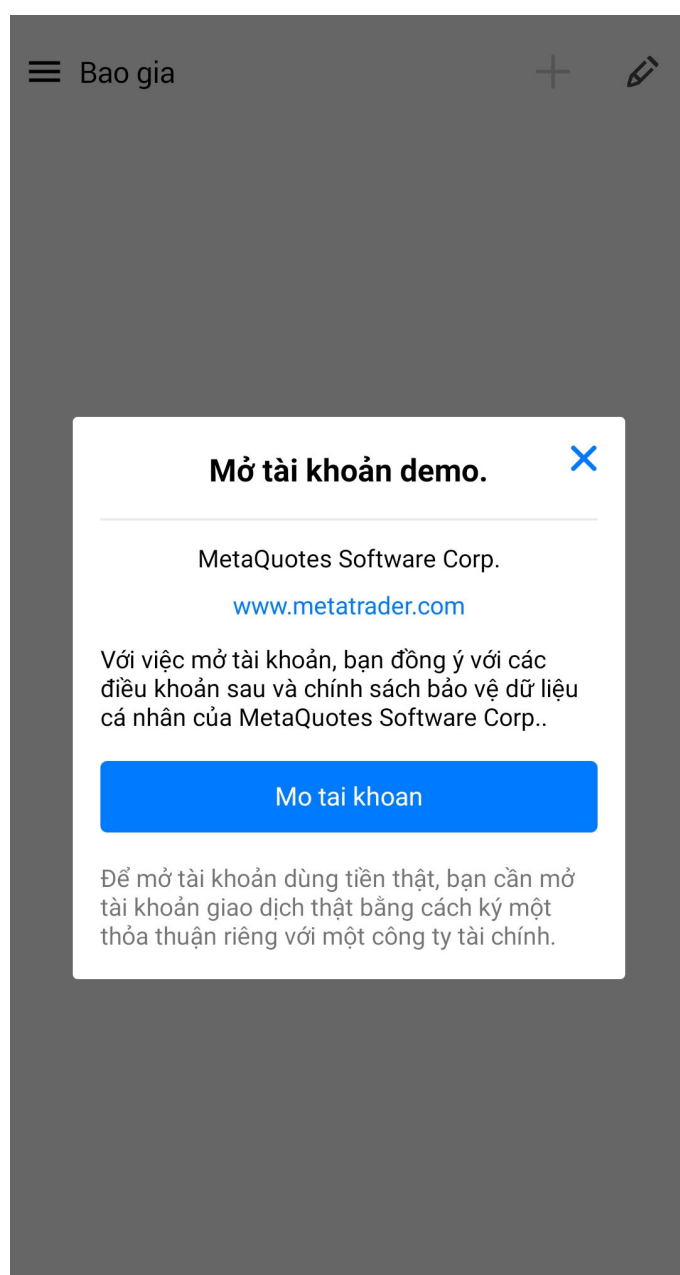 Bao gia
Mở tài khoản demo.
MetaQuotes Software Corp.
www.metatrader.com
Với việc mở tài khoản, bạn đồng ý với các
điều khoản sau và chính sách bảo vệ dữ liệu
cá nhân của MetaQuotes Software Corp..
Mo tai khoan
Để mở tài khoản dùng tiền thật, bạn cần mở
tài khoản giao dịch thật bằng cách ký một
thỏa thuận riêng với một công ty tài chính.